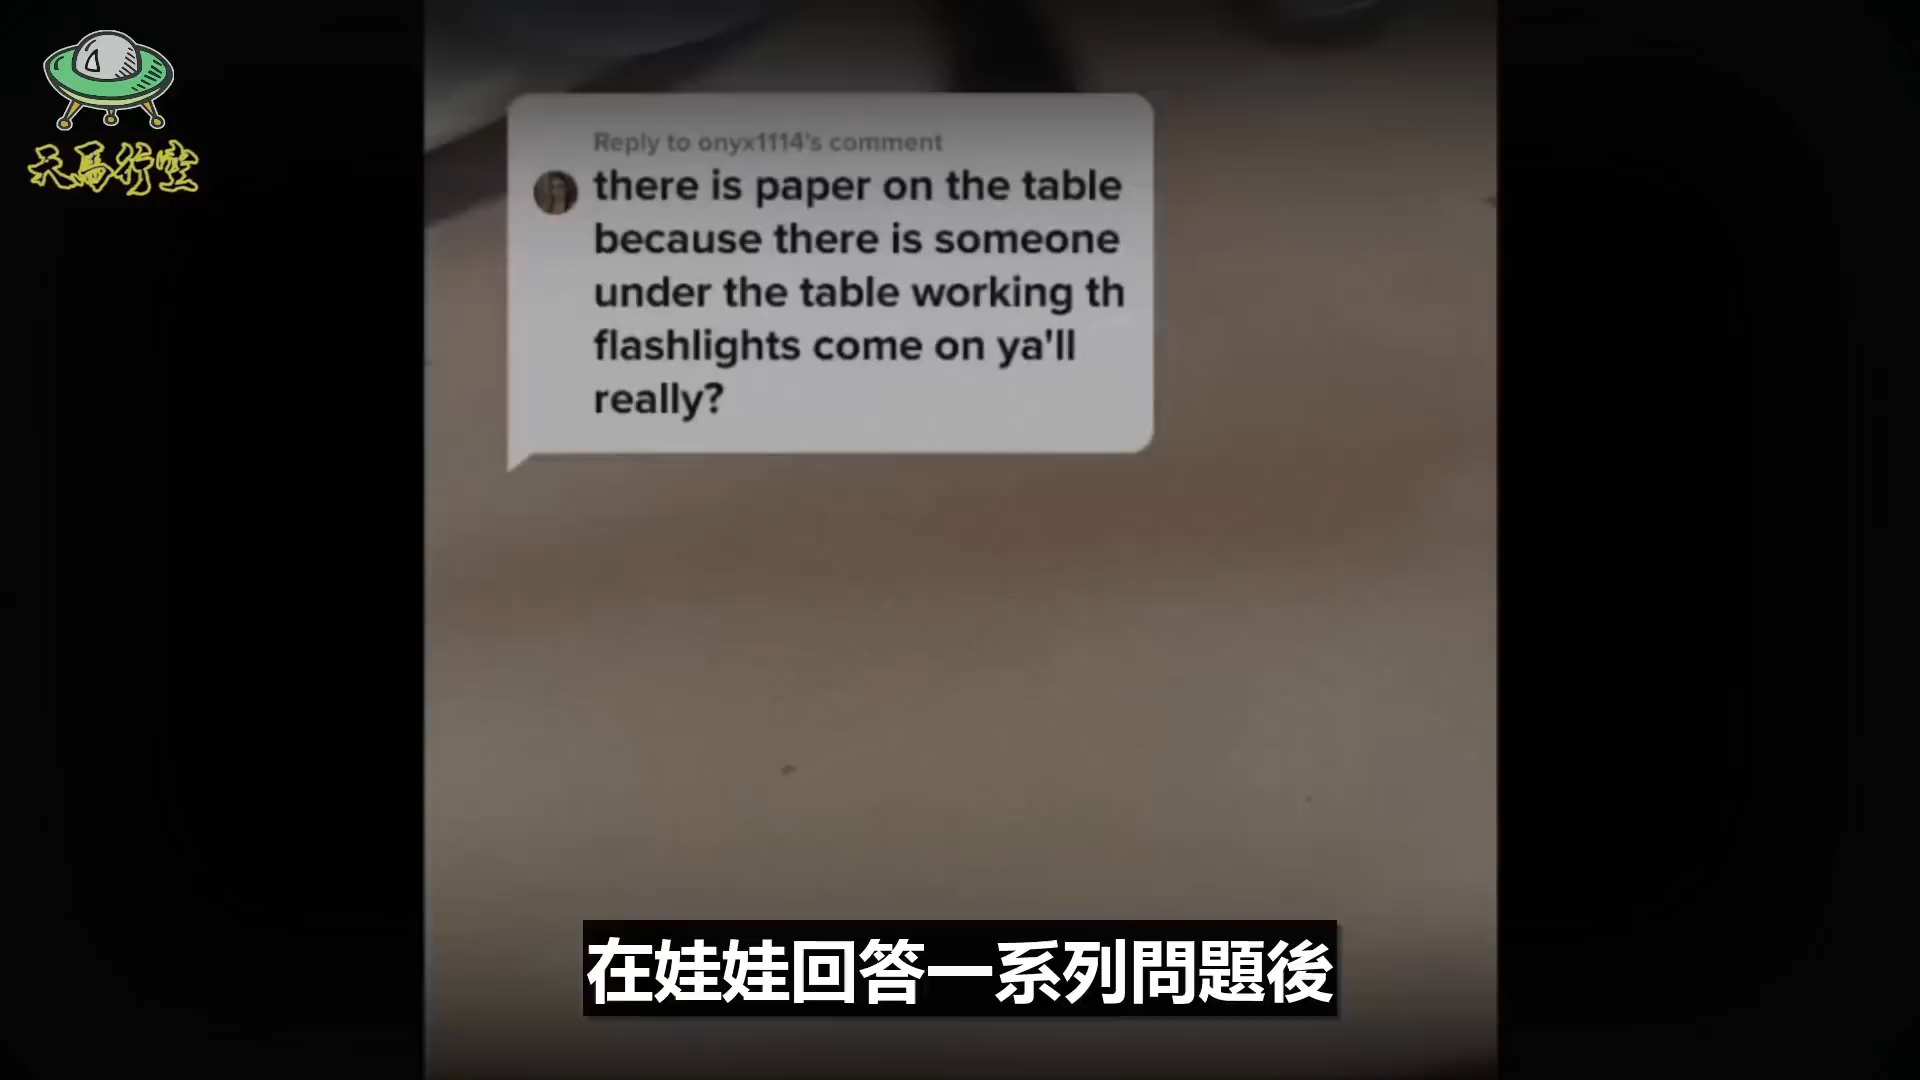 天馬行空
Reply to onyx1114's comment
there is paper on the table
because there is someone
under the table working th
flashlights come on ya'll
really?
在娃娃回答一系列問題後